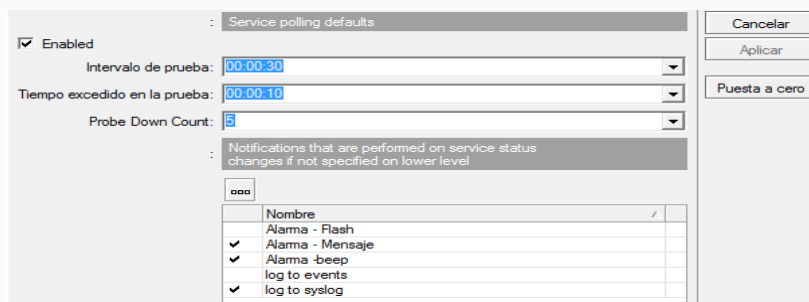 : Service polling defaults
Cancelar
Enabled
Aplicar
Intervalo de prueba: 00:00:30
Puesta a cero
Tiempo excedido en la prueba: 00:00:10
Probe Down Count: 5
: Notifications that are performed on service status
changes if not specified on lower level
Nombre
Alarma - Flash
Alarma - Mensaje
Alarma -beep
log to events
log to syslog